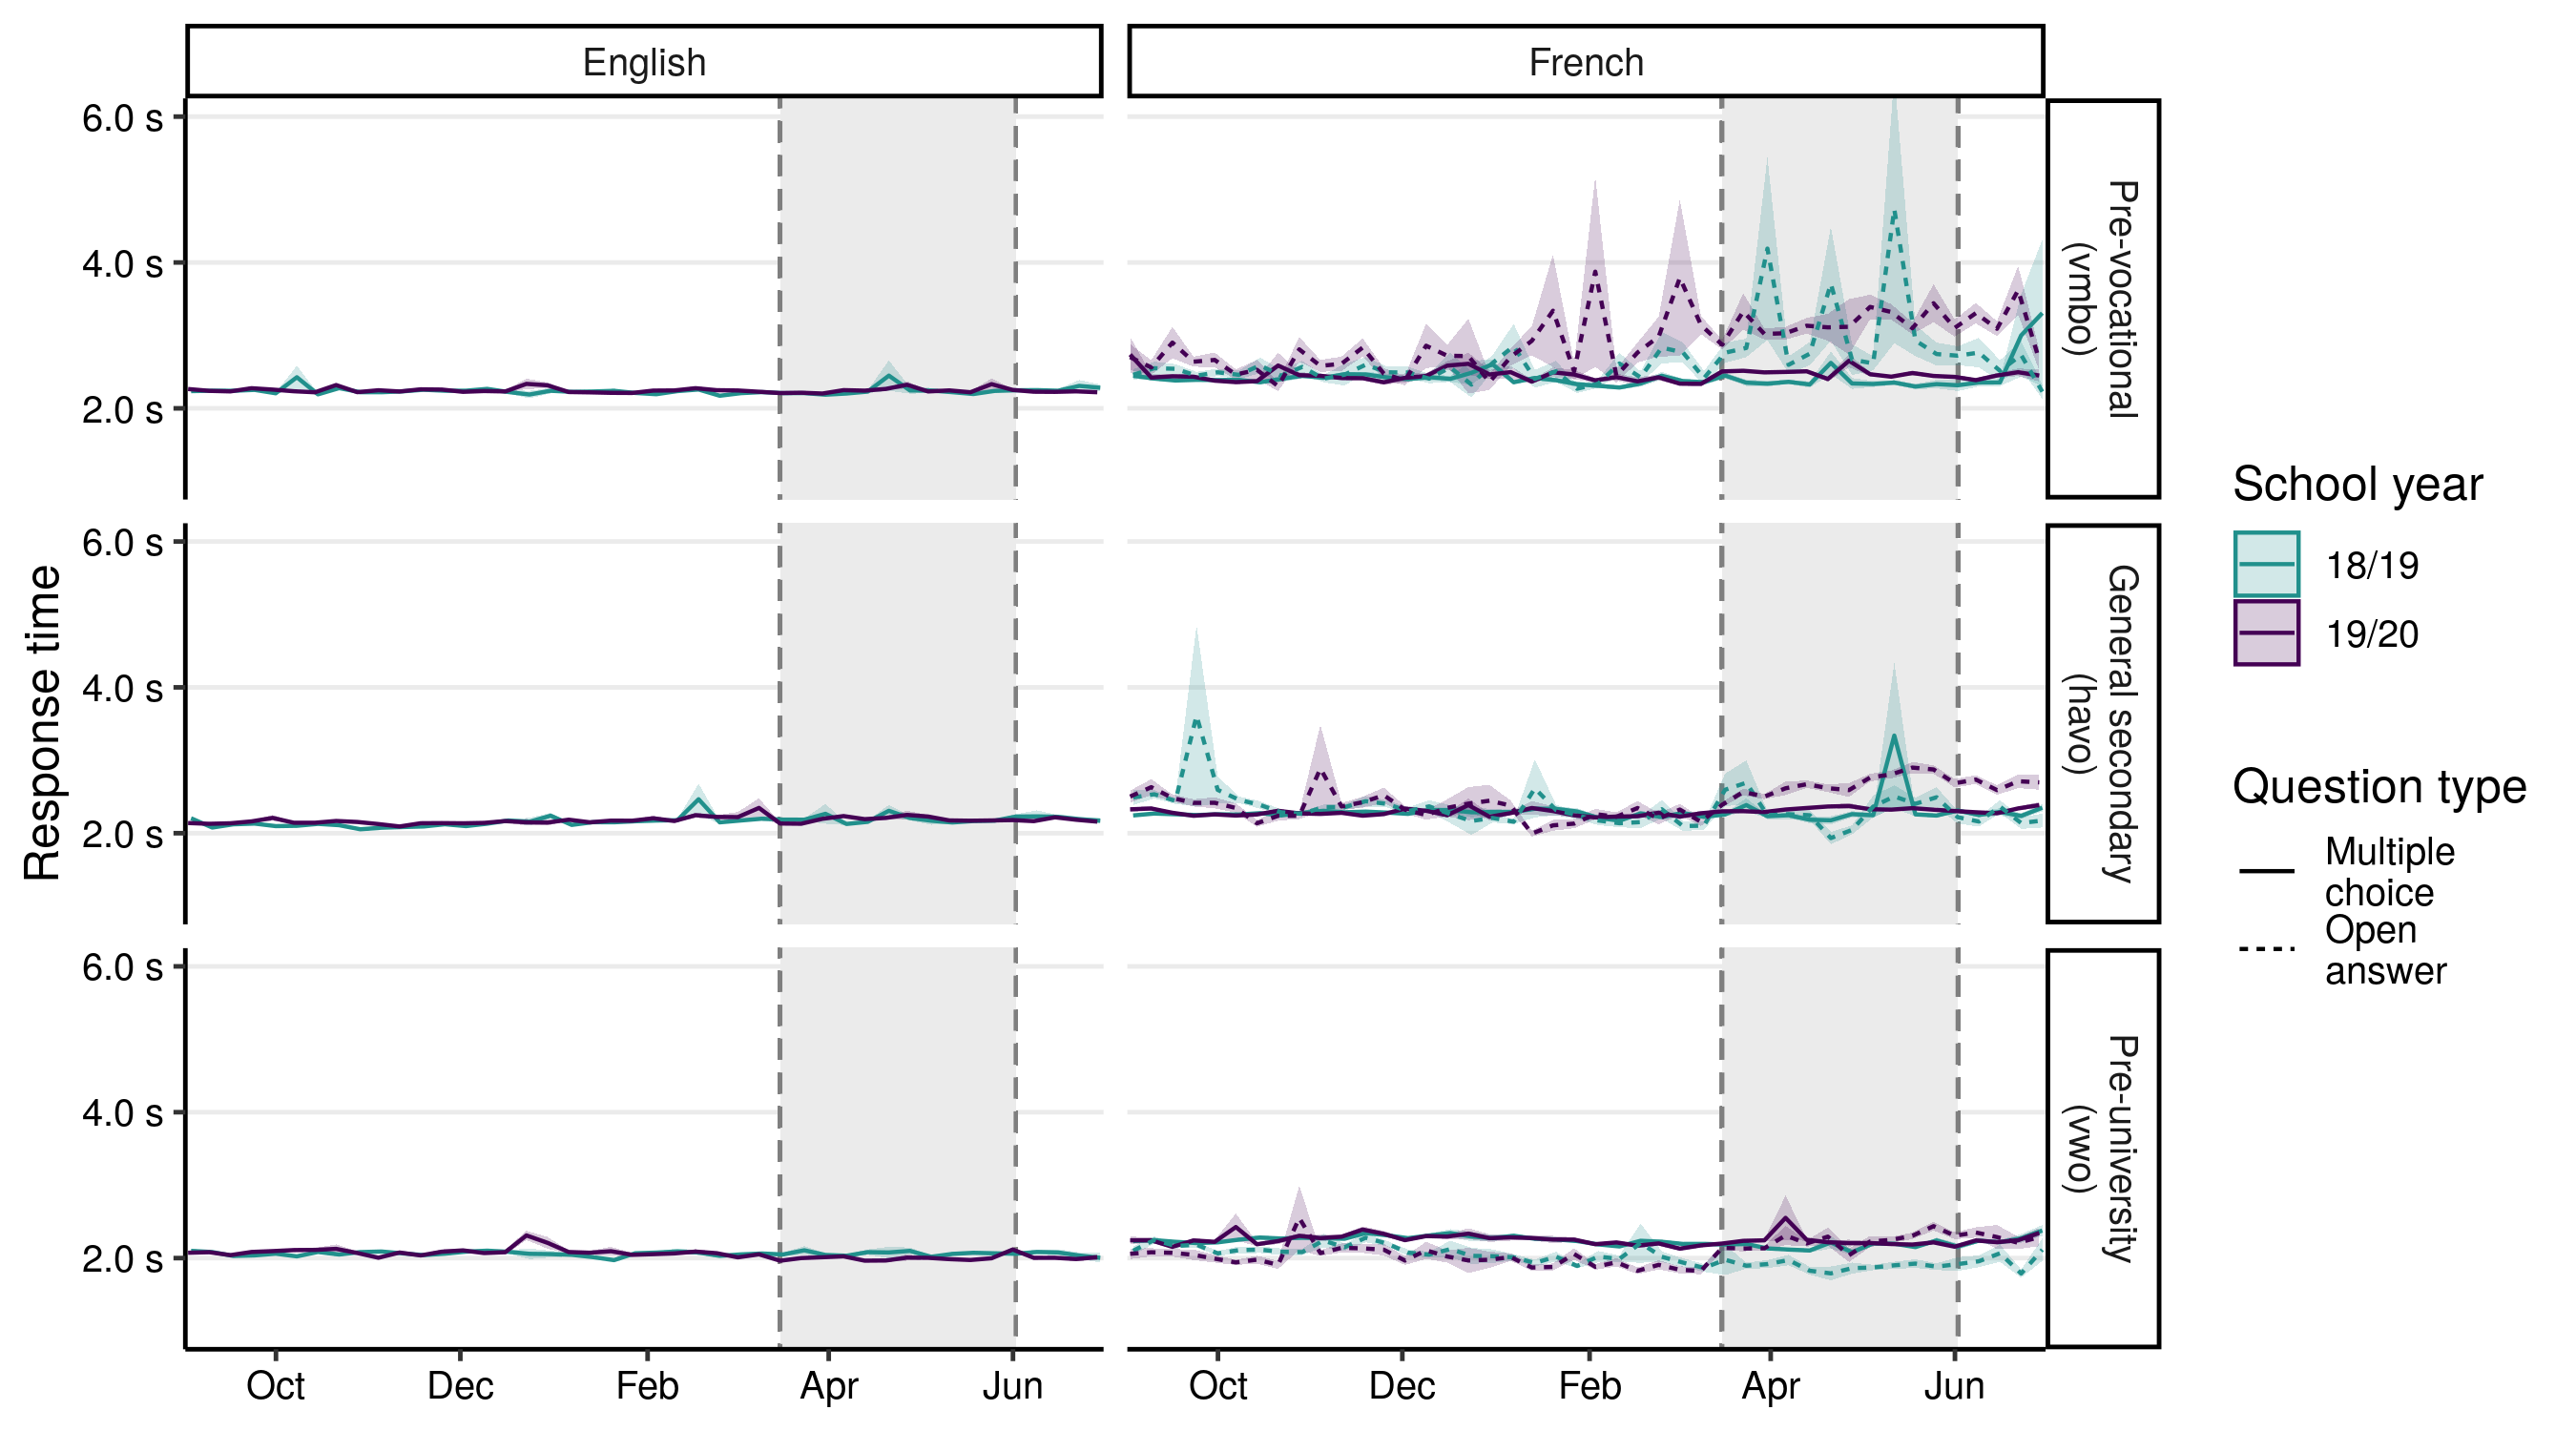 English
French
6.0 s
4.0 s
2.0 s
Pre-vocational
(vmbo)
6.0 s
4.0 s
2.0 s
General secondary
(havo)
6.0 s
4.0 s
2.0 s
Pre-university
(vwo)
Oct
Dec
Feb
Apr
Jun
Oct
Dec
Feb
Apr
Jun
Response time
School year
18/19
19/20
Question type
Multiple
choice
Open
answer